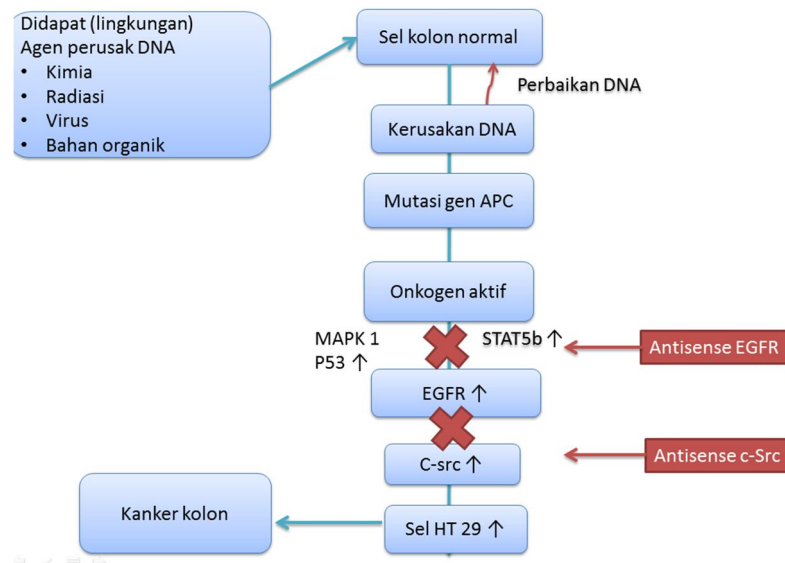 Didapat (lingkungan)
Agen perusak DNA
• Kimia
• Radiasi
• Virus
• Bahan organik
Sel kolon normal
Perbaikan DNA
Kerusakan DNA
Mutasi gen APC
Onkogen aktif
MAPK 1
P53 ↑
STAT5b ↑
Antisense EGFR
EGFR ↑
C-src ↑
Antisense c-Src
Kanker kolon
Sel HT 29 ↑